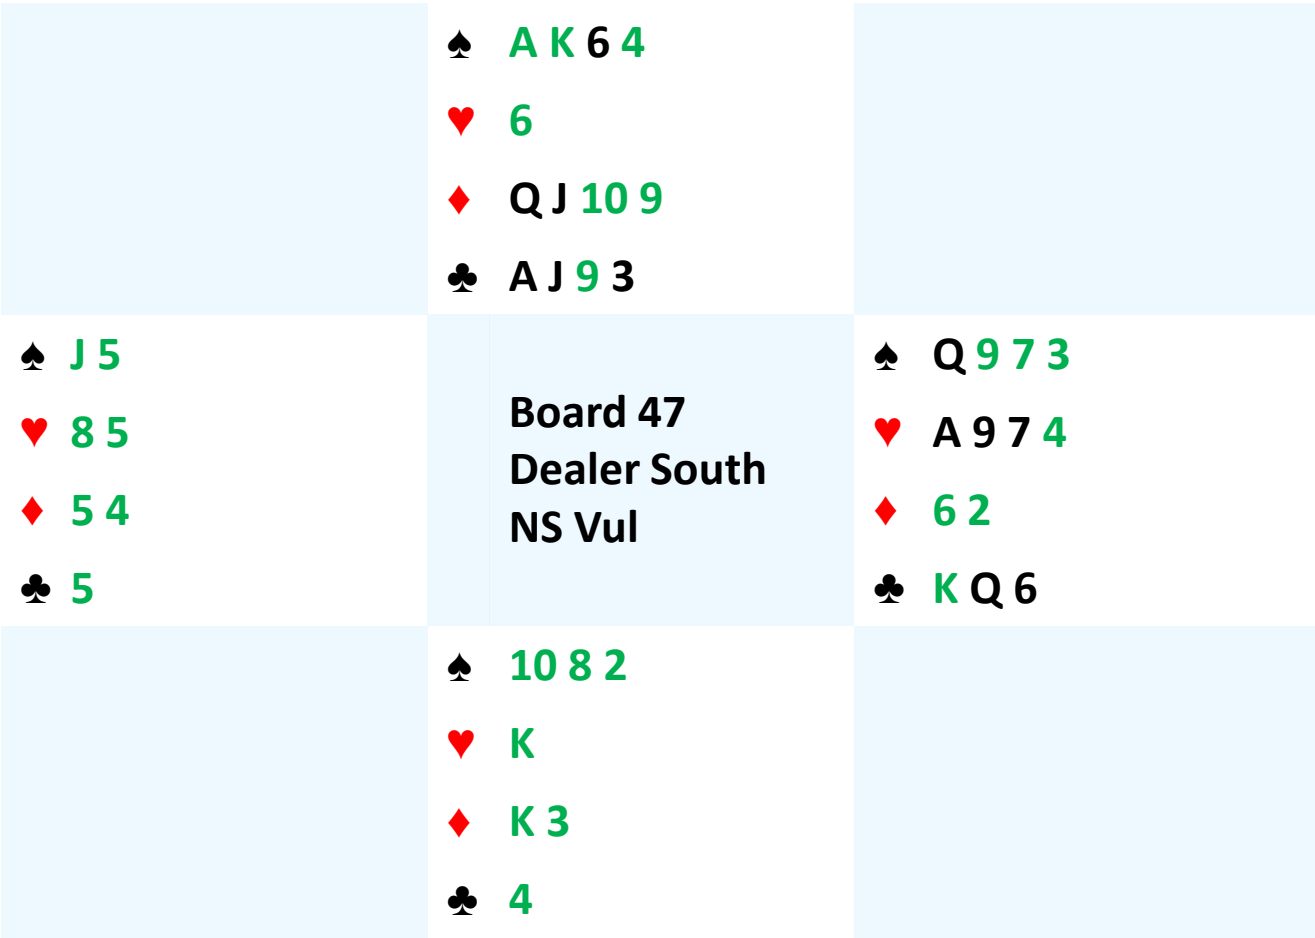 ♠ A K 6 4
♥ 6
♦ Q J 10 9
♣ A J 9 3
♠ J 5
♥ 8 5
♦ 5 4
♣ 5
Board 47
Dealer South
NS Vul
♠ Q 9 7 3
♥ A 9 7 4
♦ 6 2
♣ K Q 6
♠ 10 8 2
♥ K
♦ K 3
♣ 4